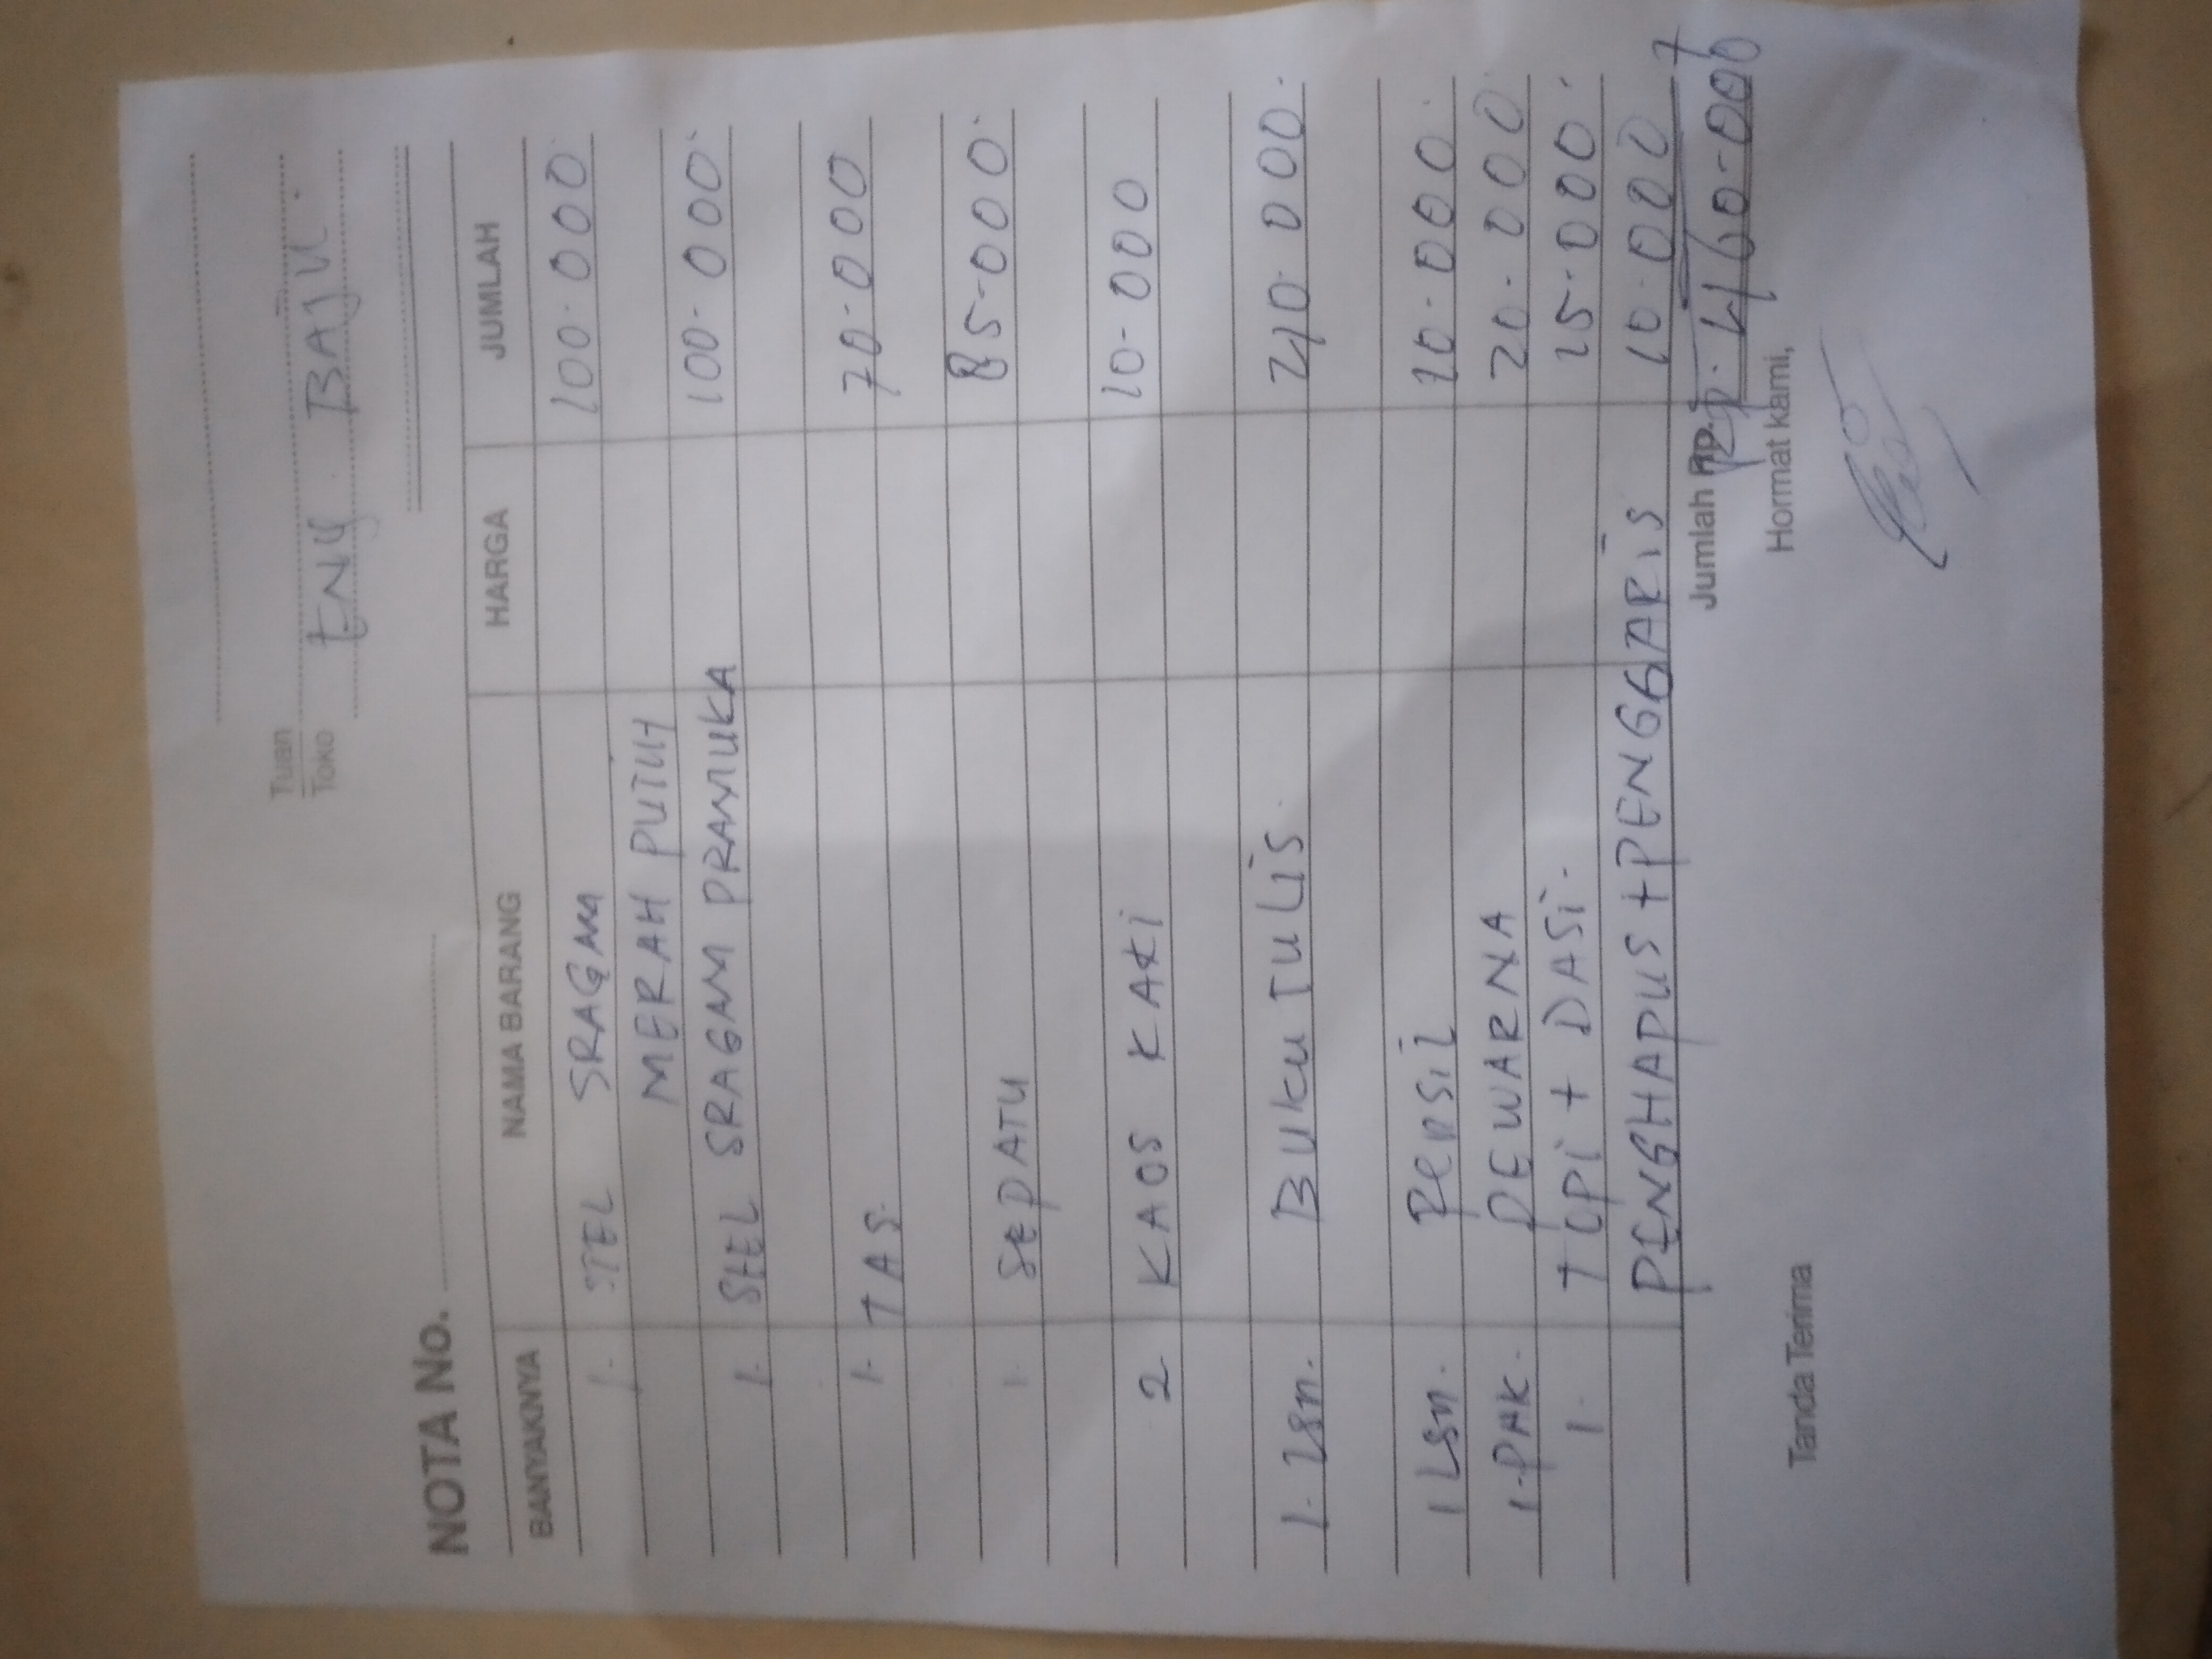 Tuan
Toko ENY BAJU.
NOTA No.
BANYAKNYA NAMA BARANG HARGA JUMLAH
1. STEL SRAGAM 100.000
MERAH PUTIH
1. STEL SRAGAM PRAMUKA 100.000
1. TAS. 70.000
1. SEPATU 85.000
2 KAOS KAKI 10.000
1. LSn. BUKU TULIS. 40.000.
1 LSn. PENSiL 10.000.
1.PAK. PEWARNA 20.000
1. TOPi + DASi. 15.000.
PENGHAPUS + PENGGARiS 10.000
Jumlah Rp. Rp. 460.000
Tanda Terima Hormat kami,